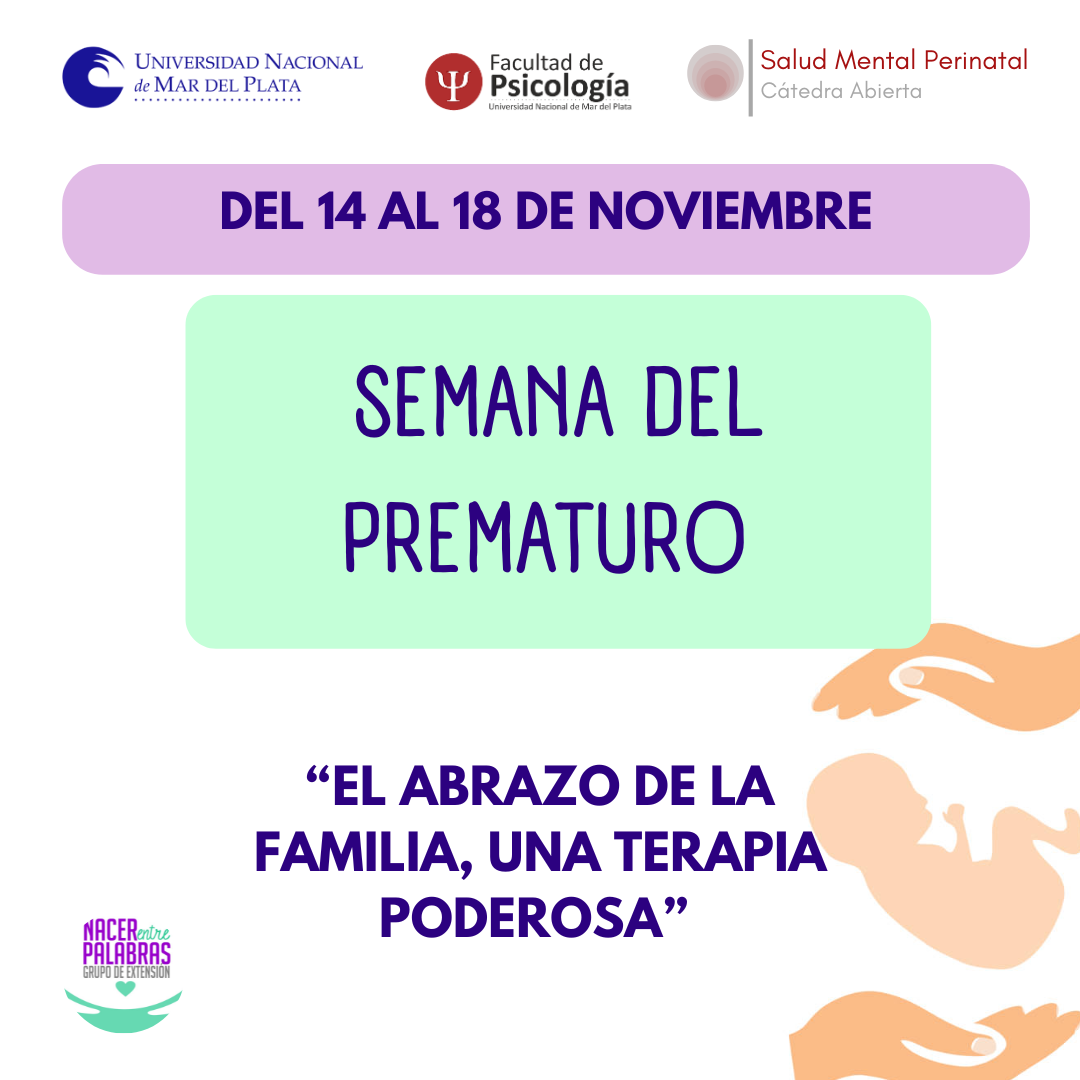 UNIVERSIDAD NACIONAL
de MAR DEL PLATA
Facultad de
Psicología
Universidad Nacional de Mar del Plata
Salud Mental Perinatal
Cátedra Abierta
DEL 14 AL 18 DE NOVIEMBRE
SEMANA DEL
PREMATURO
“EL ABRAZO DE LA
FAMILIA, UNA TERAPIA
PODEROSA”
NACER entre
PALABRAS
GRUPO DE EXTENSION